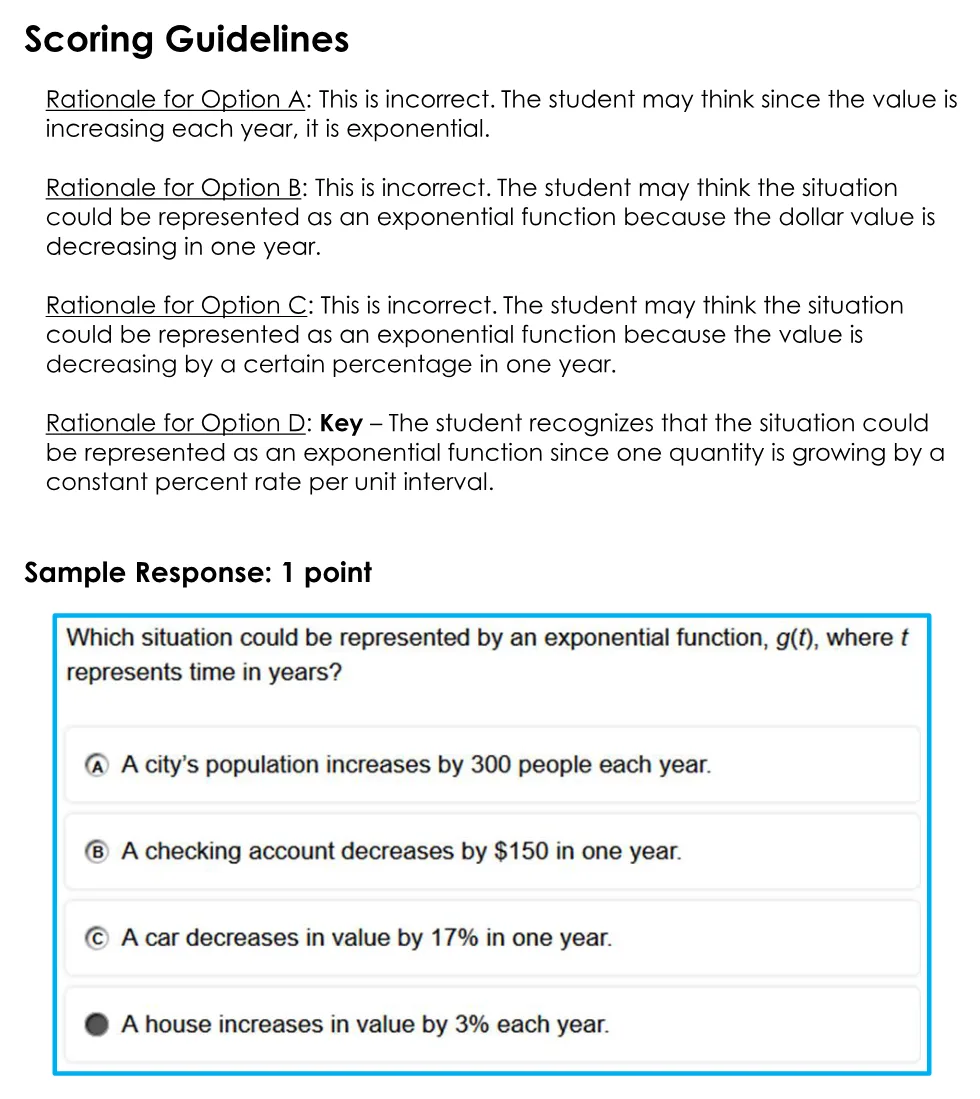 Scoring Guidelines
Rationale for Option A: This is incorrect. The student may think since the value is
increasing each year, it is exponential.
Rationale for Option B: This is incorrect. The student may think the situation
could be represented as an exponential function because the dollar value is
decreasing in one year.
Rationale for Option C: This is incorrect. The student may think the situation
could be represented as an exponential function because the value is
decreasing by a certain percentage in one year.
Rationale for Option D: Key – The student recognizes that the situation could
be represented as an exponential function since one quantity is growing by a
constant percent rate per unit interval.
Sample Response: 1 point
Which situation could be represented by an exponential function, g(t), where t
represents time in years?
A A city's population increases by 300 people each year.
B A checking account decreases by $150 in one year.
C A car decreases in value by 17% in one year.
A house increases in value by 3% each year.